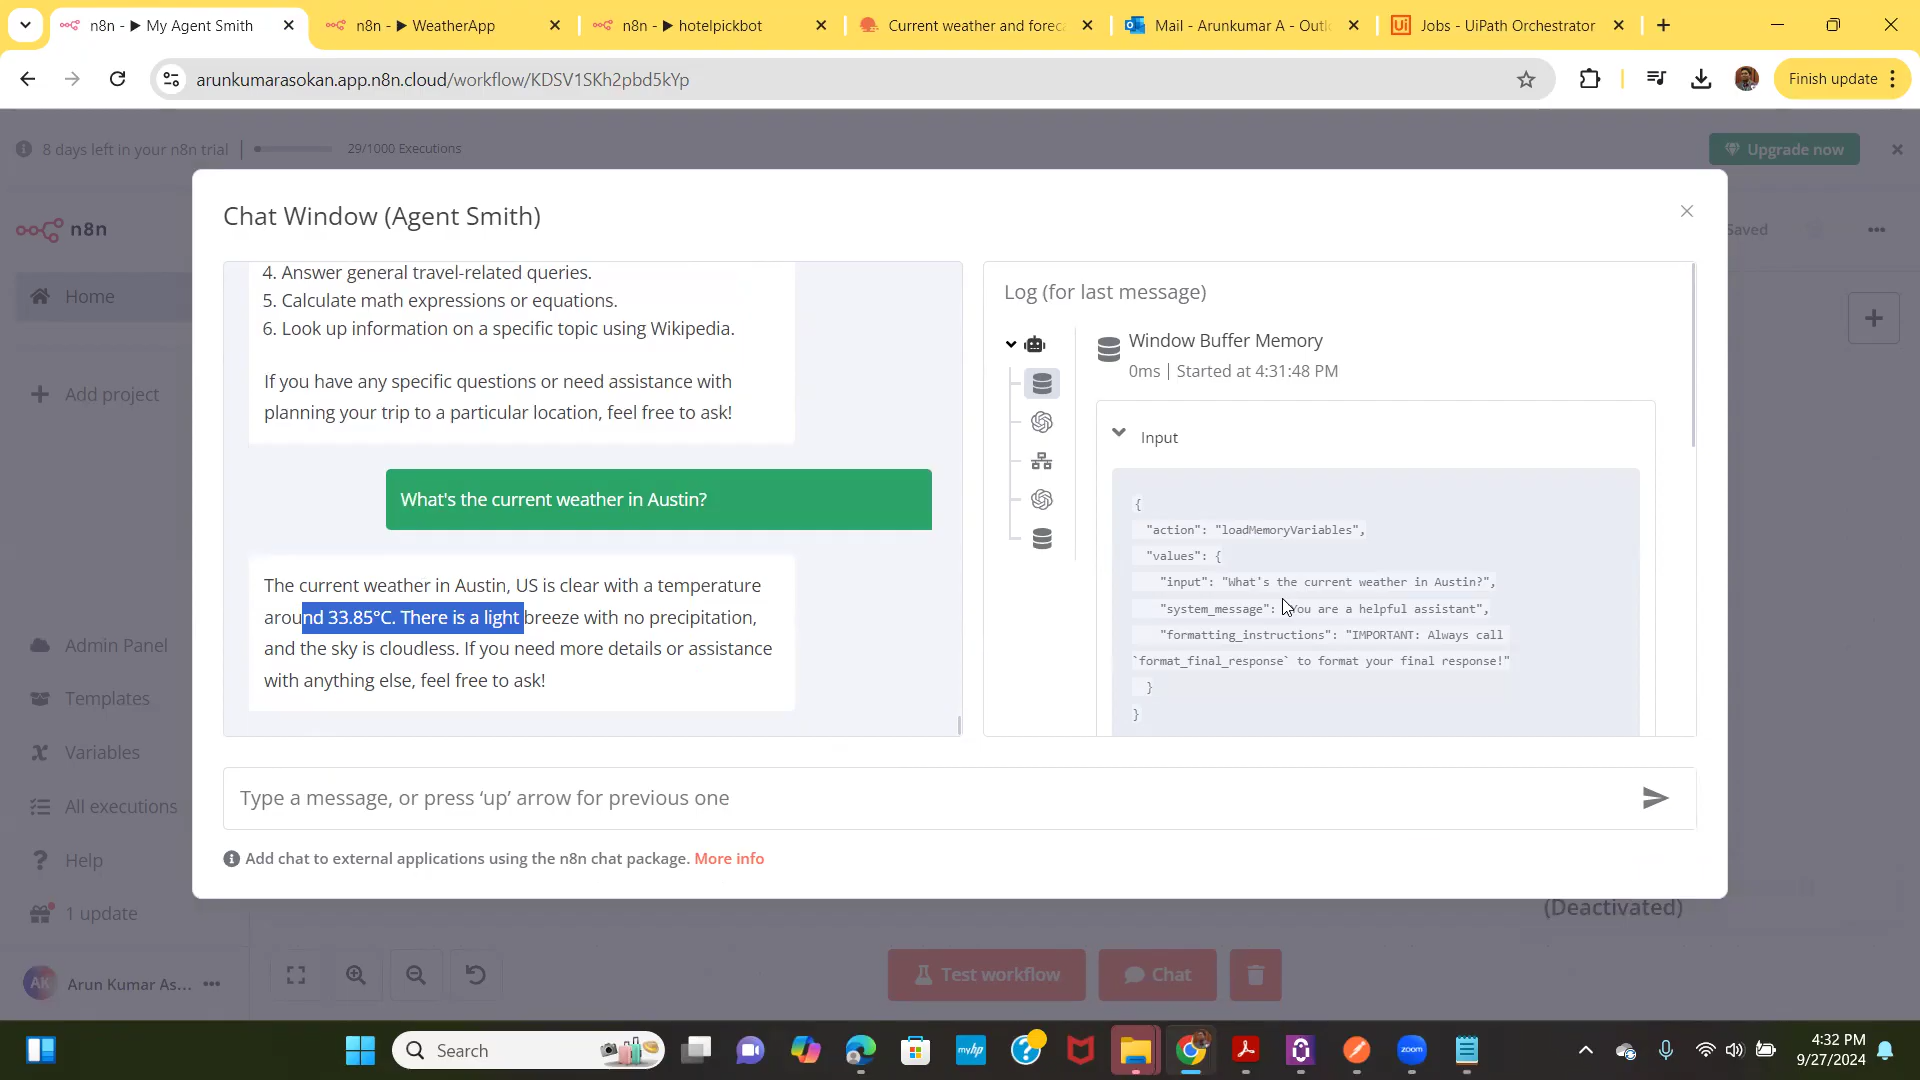 n8n - ▶ My Agent Smith
n8n - ▶ WeatherApp
n8n - ▶ hotelpickbot
Current weather and foreca
Mail - Arunkumar A - Outl
Jobs - UiPath Orchestrator
arunkumarasokan.app.n8n.cloud/workflow/KDSV1SKh2pbd5kYp
Finish update
8 days left in your n8n trial
29/1000 Executions
Upgrade now
n8n
Saved
Home
Add project
Admin Panel
Templates
Variables
All executions
Help
1 update
AK
Arun Kumar As...
Chat Window (Agent Smith)
4. Answer general travel-related queries.
5. Calculate math expressions or equations.
6. Look up information on a specific topic using Wikipedia.
If you have any specific questions or need assistance with
planning your trip to a particular location, feel free to ask!
What's the current weather in Austin?
The current weather in Austin, US is clear with a temperature
around 33.85°C. There is a light breeze with no precipitation,
and the sky is cloudless. If you need more details or assistance
with anything else, feel free to ask!
Log (for last message)
Window Buffer Memory
0ms | Started at 4:31:48 PM
Input
{
"action": "loadMemoryVariables",
"values": {
"input": "What's the current weather in Austin?",
"system_message": "You are a helpful assistant",
"formatting_instructions": "IMPORTANT: Always call
`format_final_response` to format your final response!"
}
}
Type a message, or press ‘up’ arrow for previous one
Add chat to external applications using the n8n chat package. More info
(Deactivated)
Test workflow
Chat
Search
myhp
zoom
4:32 PM
9/27/2024